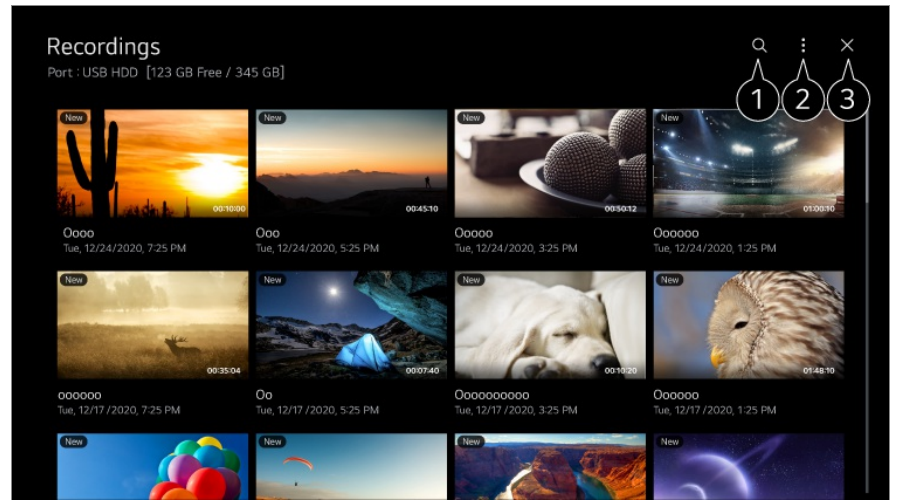 Recordings
Port : USB HDD [123 GB Free / 345 GB]
1 2 3
New New New New
00:10:00 00:45:10 00:50:12 01:00:10
Oooo Ooo Ooooo Oooooo
Tue, 12/24/2020, 7:25 PM Tue, 12/24/2020, 5:25 PM Tue, 12/24/2020, 3:25 PM Tue, 12/24/2020, 1:25 PM
New New New New
00:35:04 00:07:40 00:10:20 01:48:10
oooooo Oo Oooooooooo Oooooo
Tue, 12/17 /2020, 7:25 PM Tue, 12/17 /2020, 5:25 PM Tue, 12/17 /2020, 3:25 PM Tue, 12/17 /2020, 1:25 PM
New New New New